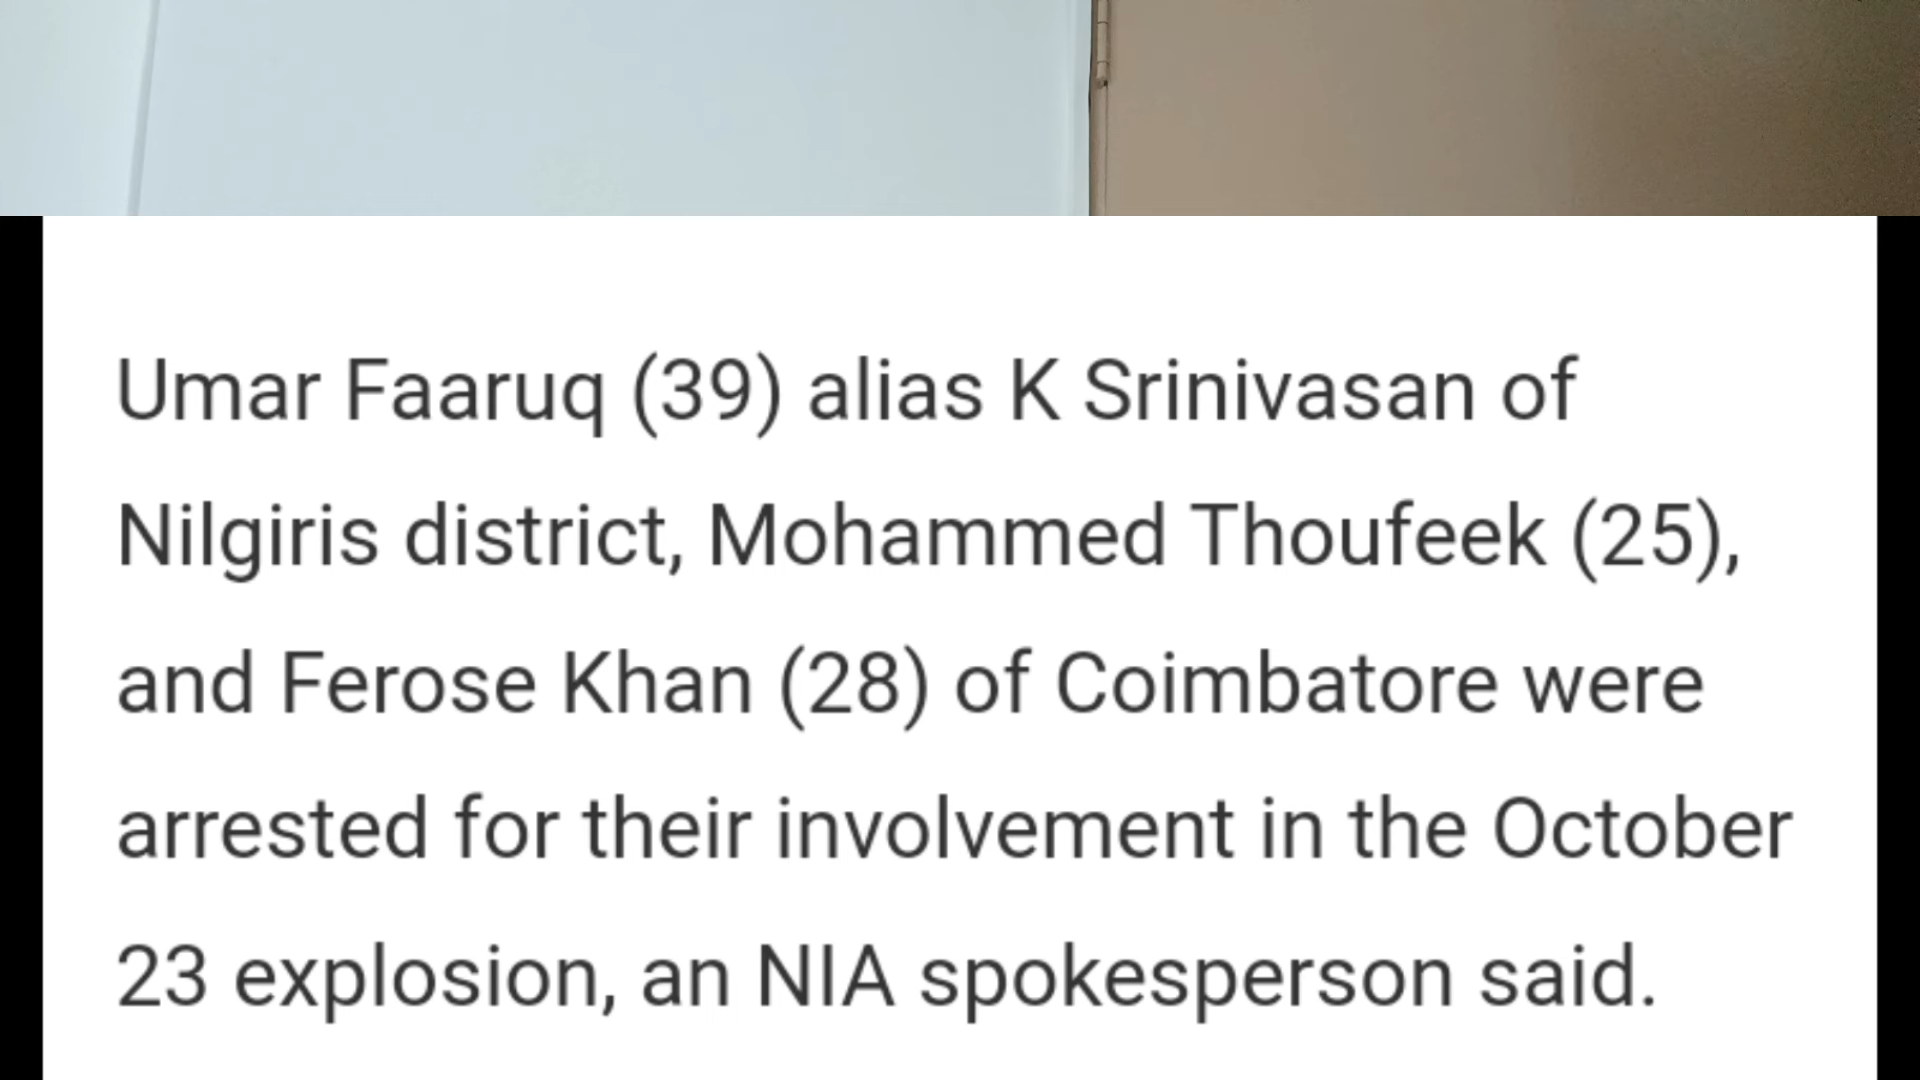 Umar Faaruq (39) alias K Srinivasan of
Nilgiris district, Mohammed Thoufeek (25),
and Ferose Khan (28) of Coimbatore were
arrested for their involvement in the October
23 explosion, an NIA spokesperson said.